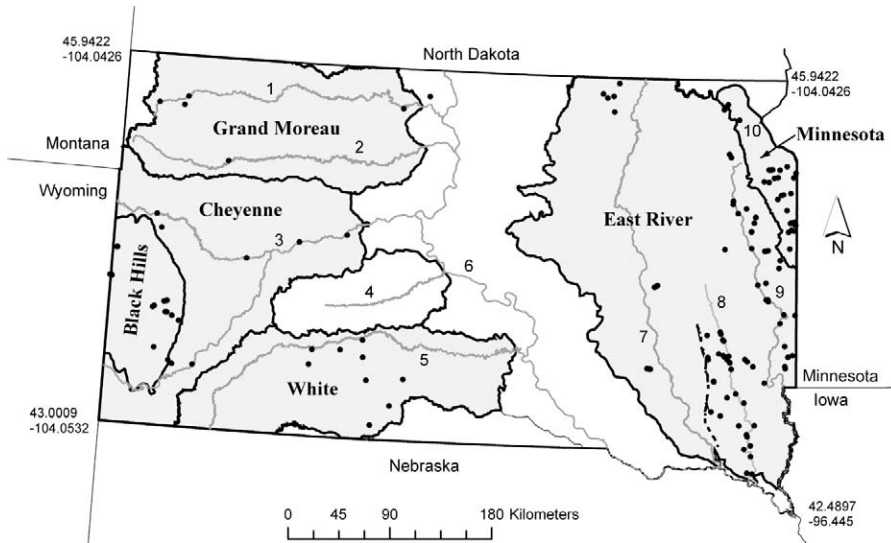 45.9422
-104.0426
North Dakota
45.9422
-104.0426
1
Grand Moreau
10
Minnesota
Montana
2
Wyoming
Cheyenne
East River
3
N
Black Hills
6
4
8
9
7
5
White
Minnesota
Iowa
43.0009
-104.0532
Nebraska
42.4897
-96.445
0 45 90 180 Kilometers